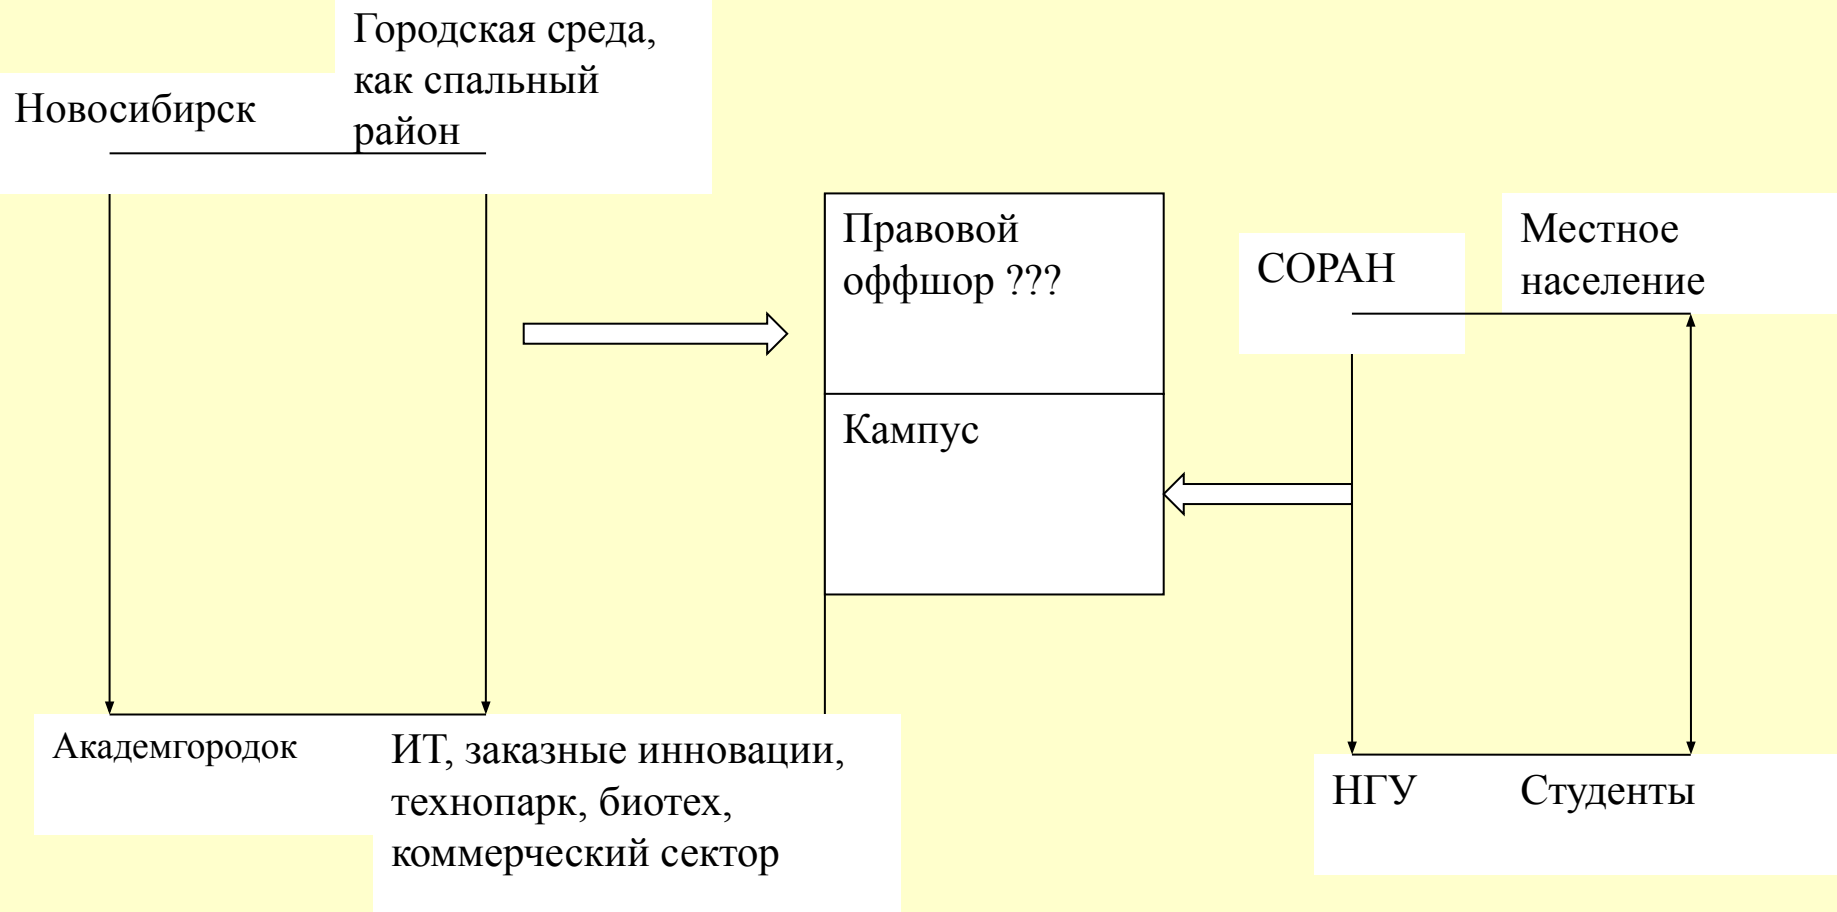 Городская среда,
как спальный
район
Новосибирск
Правовой
оффшор ???
Кампус
СОРАН
Местное
население
Академгородок
ИТ, заказные инновации,
технопарк, биотех,
коммерческий сектор
НГУ
Студенты